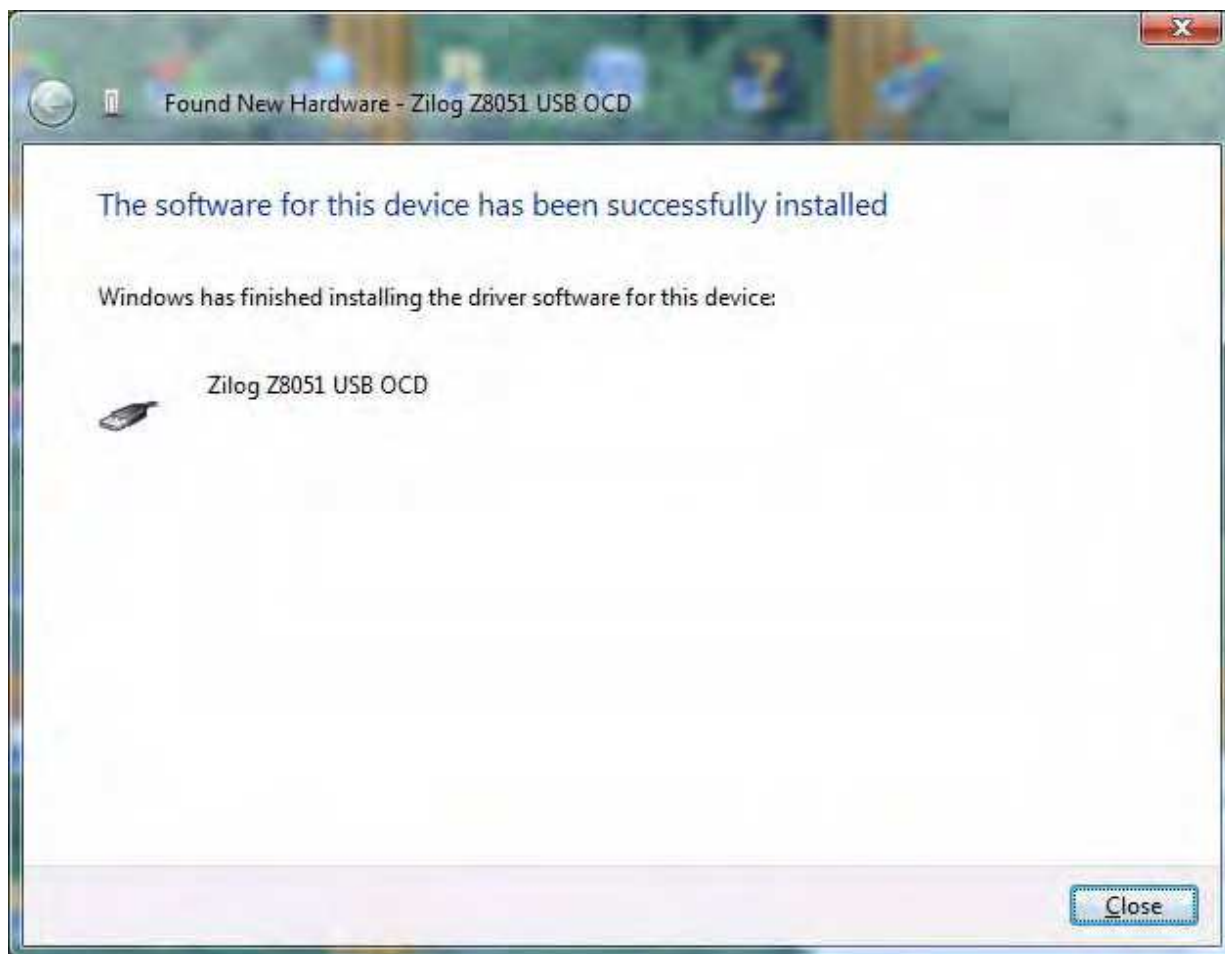 Found New Hardware - Zilog Z8051 USB OCD
The software for this device has been successfully installed
Windows has finished installing the driver software for this device:
Zilog Z8051 USB OCD
Close